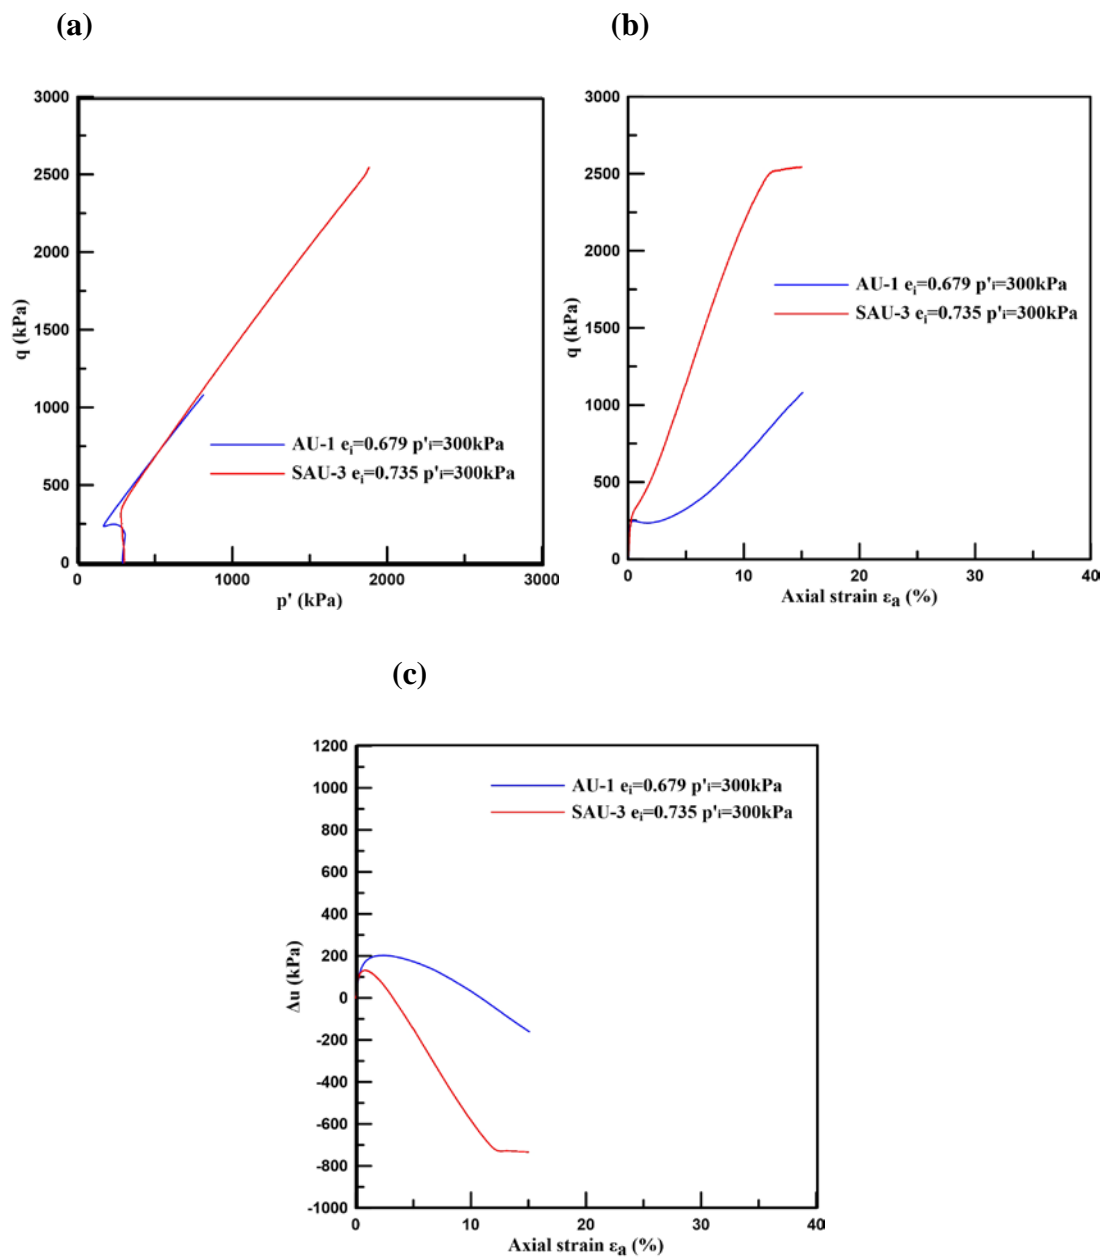 (a)
(b)
3000
2500
2000
1500
1000
500
0
q (kPa)
AU-1 eᵢ=0.679 p'ᵢ=300kPa
SAU-3 eᵢ=0.735 p'ᵢ=300kPa
0
1000
2000
3000
p' (kPa)
3000
2500
2000
1500
1000
500
0
q (kPa)
AU-1 eᵢ=0.679 p'ᵢ=300kPa
SAU-3 eᵢ=0.735 p'ᵢ=300kPa
0
10
20
30
40
Axial strain εₐ (%)
(c)
1200
1000
800
600
400
200
0
-200
-400
-600
-800
-1000
Δu (kPa)
AU-1 eᵢ=0.679 p'ᵢ=300kPa
SAU-3 eᵢ=0.735 p'ᵢ=300kPa
0
10
20
30
40
Axial strain εₐ (%)